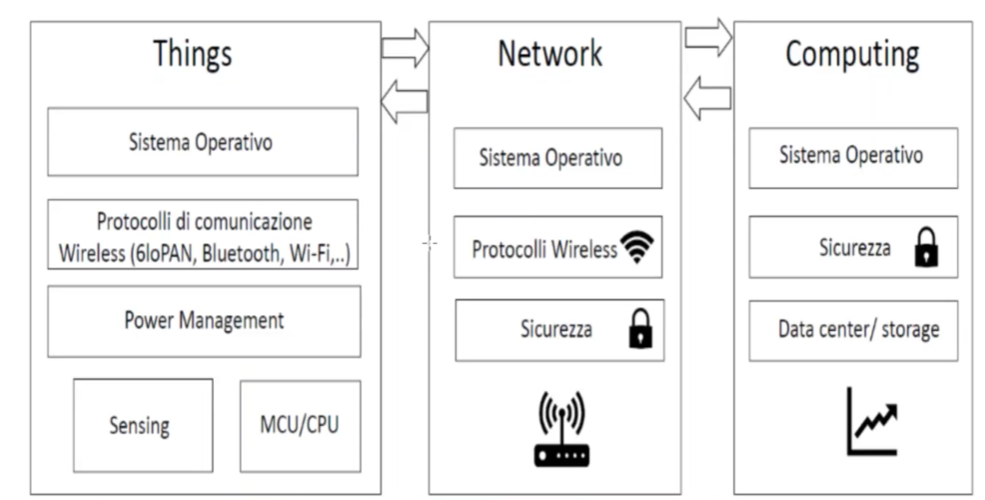 Things
Sistema Operativo
Protocolli di comunicazione
Wireless (6loPAN, Bluetooth, Wi-Fi,..)
Power Management
Sensing
MCU/CPU
Network
Sistema Operativo
Protocolli Wireless
Sicurezza
Computing
Sistema Operativo
Sicurezza
Data center/ storage